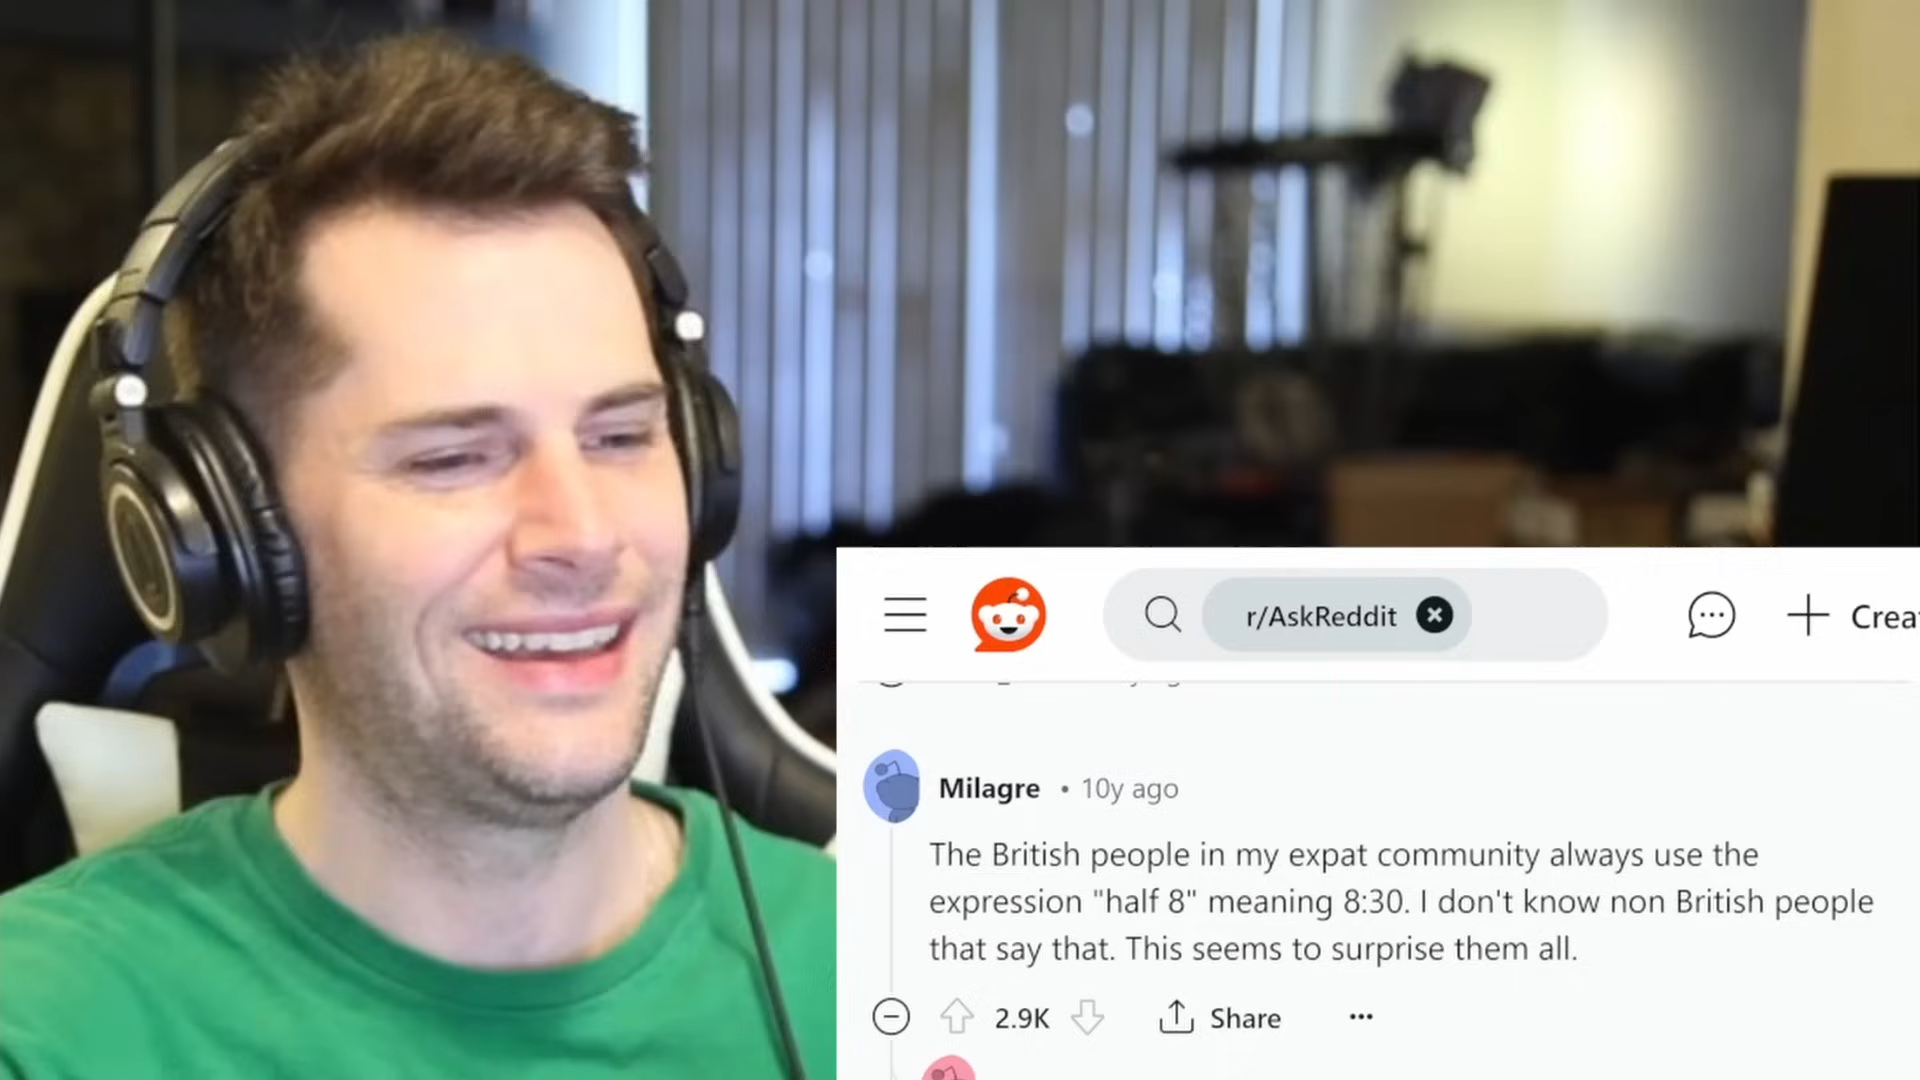 r/AskReddit
Crea
Milagre • 10y ago
The British people in my expat community always use the
expression "half 8" meaning 8:30. I don't know non British people
that say that. This seems to surprise them all.
2.9K
Share